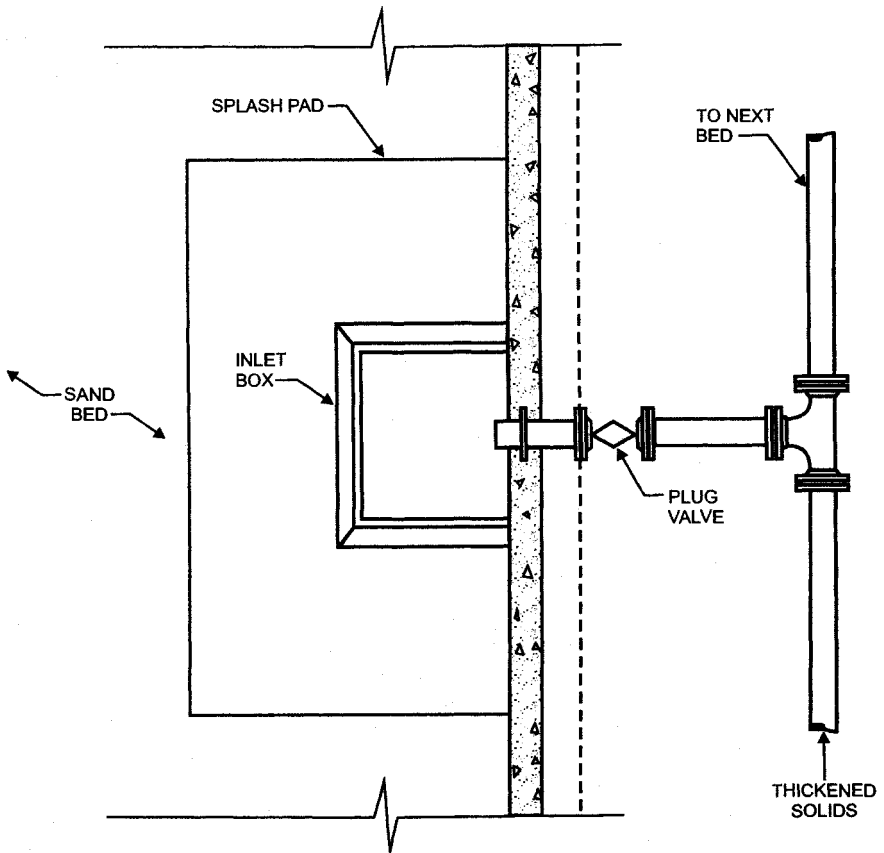 SPLASH PAD
TO NEXT
BED
INLET
BOX
SAND
BED
PLUG
VALVE
THICKENED
SOLIDS